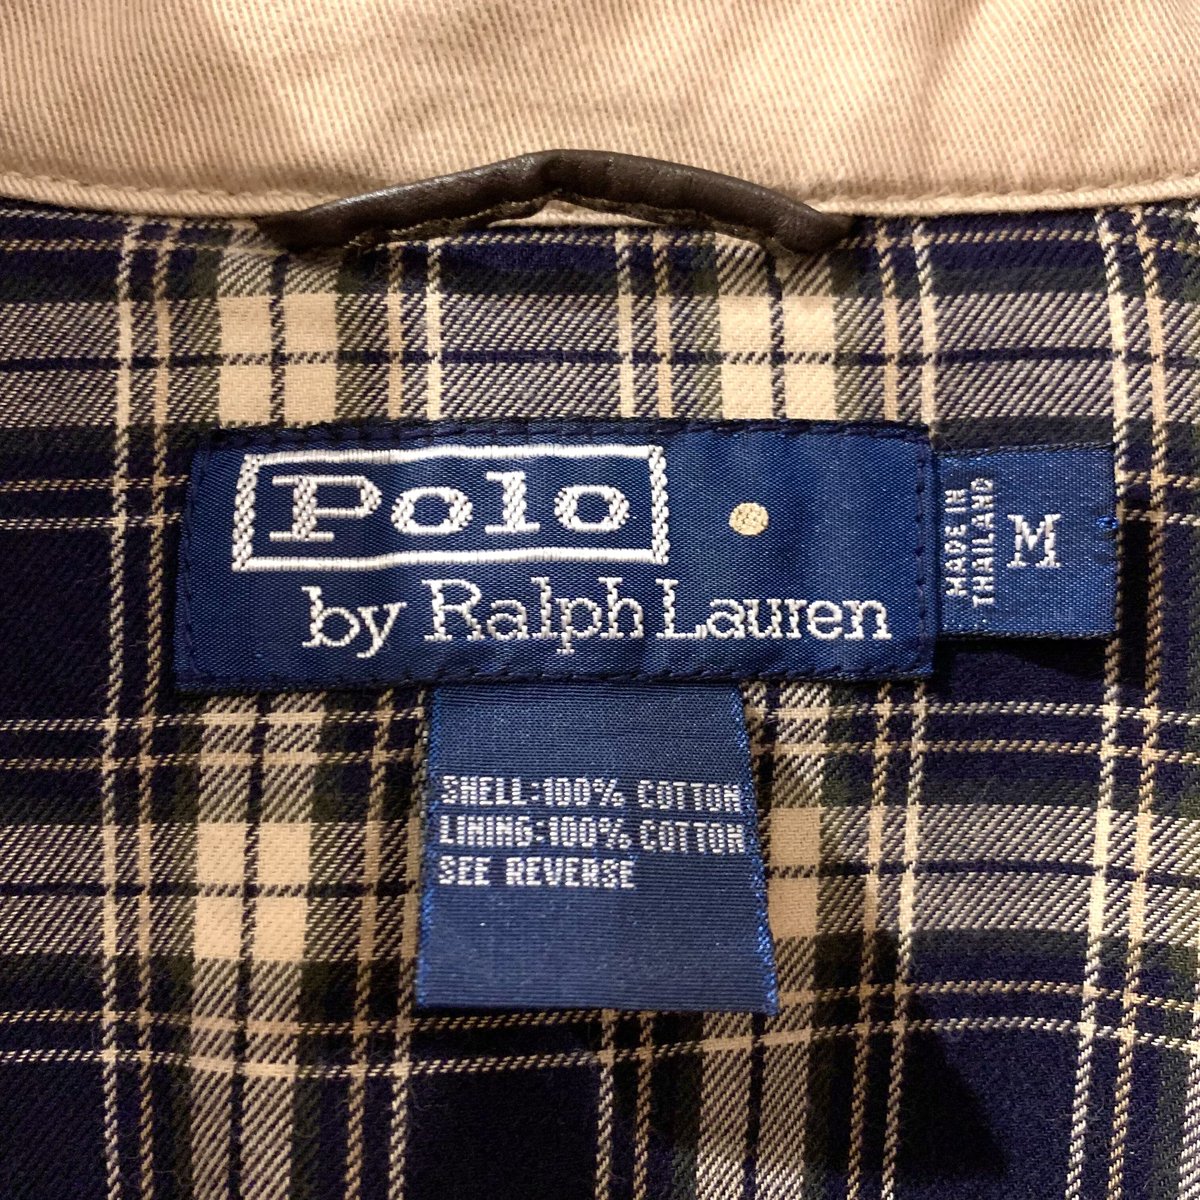 Polo
by Ralph Lauren
MADE IN
THAILAND
M
SHELL:100% COTTON
LINING:100% COTTON
SEE REVERSE